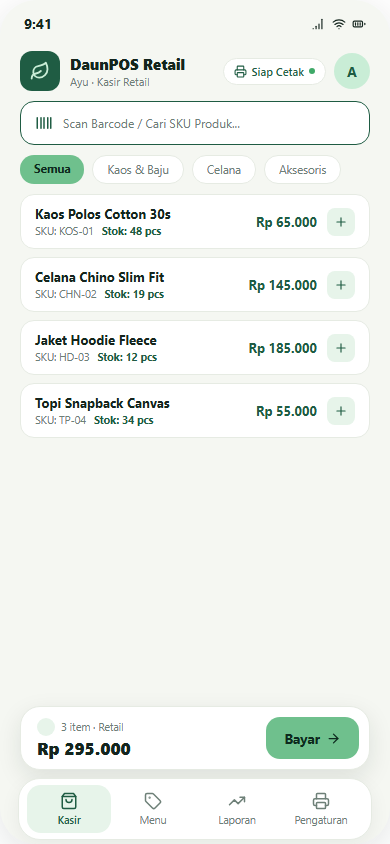 9:41
DaunPOS Retail
Ayu · Kasir Retail
Siap Cetak
A
Scan Barcode / Cari SKU Produk...
Semua
Kaos & Baju
Celana
Aksesoris
Kaos Polos Cotton 30s
SKU: KOS-01 Stok: 48 pcs
Rp 65.000
Celana Chino Slim Fit
SKU: CHN-02 Stok: 19 pcs
Rp 145.000
Jaket Hoodie Fleece
SKU: HD-03 Stok: 12 pcs
Rp 185.000
Topi Snapback Canvas
SKU: TP-04 Stok: 34 pcs
Rp 55.000
3 item · Retail
Rp 295.000
Bayar
Kasir
Menu
Laporan
Pengaturan